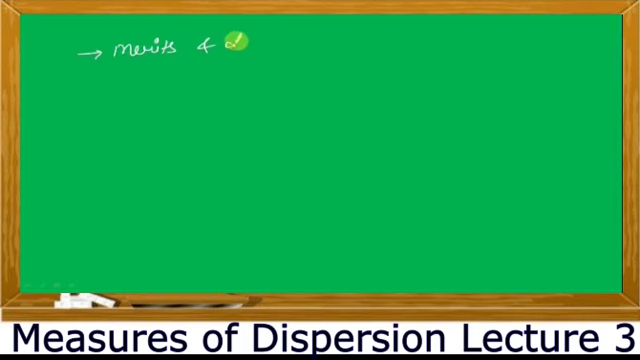 → Merits & d
Measures of Dispersion Lecture 3